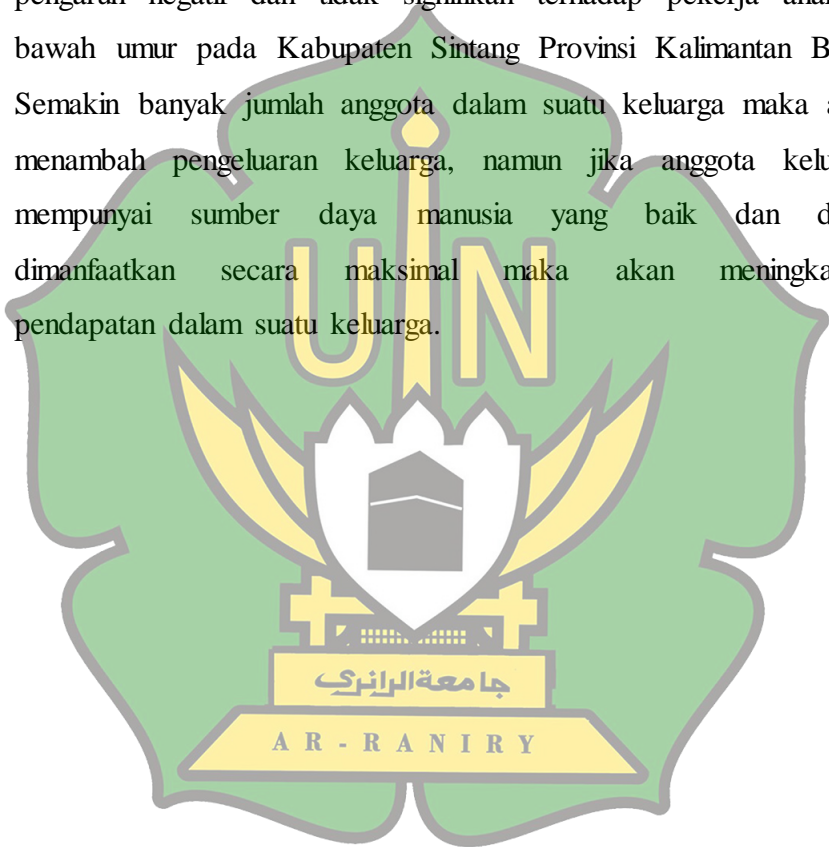 pengaruh negatif dan tidak signifikan terhadap pekerja
bawah umur pada Kabupaten Sintang Provinsi Kalimantan
Semakin banyak jumlah anggota dalam suatu keluarga maka
menambah pengeluaran keluarga, namun jika anggota
mempunyai sumber daya manusia yang baik dan
dimanfaatkan secara maksimal maka akan
pendapatan dalam suatu keluarga.
UIN
جامعة الرانري
AR-RANIRY